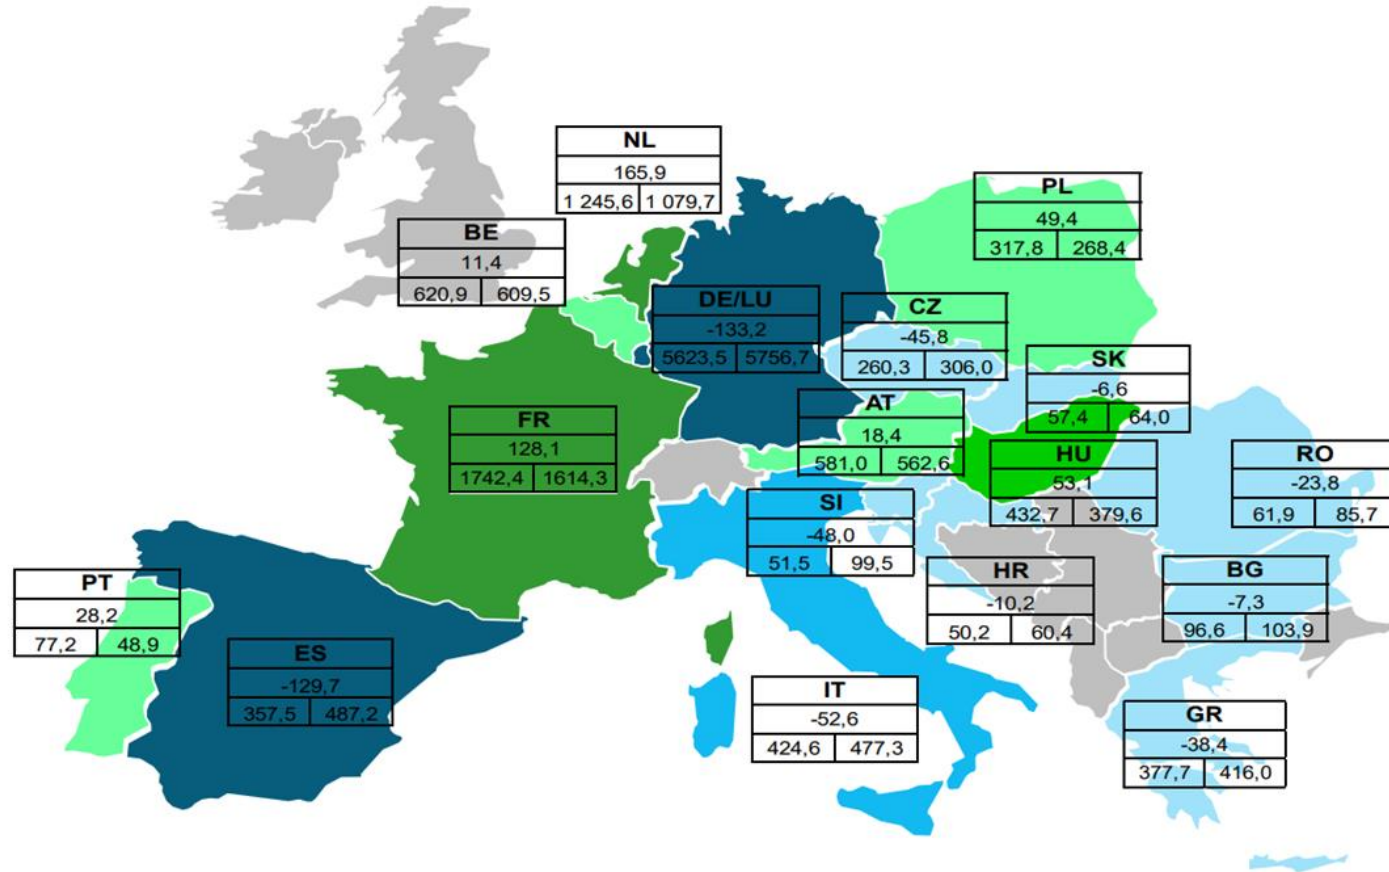 NL
165,9
1 245,6 1 079,7
PL
49,4
317,8 268,4
BE
11,4
620,9 609,5
DE/LU
-133,2
5623,5 5756,7
CZ
-45,8
260,3 306,0
SK
-6,6
57,4 64,0
AT
18,4
581,0 562,6
FR
128,1
1742,4 1614,3
HU
53,1
432,7 379,6
RO
-23,8
61,9 85,7
SI
-48,0
51,5 99,5
HR
-10,2
50,2 60,4
BG
-7,3
96,6 103,9
PT
28,2
77,2 48,9
ES
-129,7
357,5 487,2
IT
-52,6
424,6 477,3
GR
-38,4
377,7 416,0